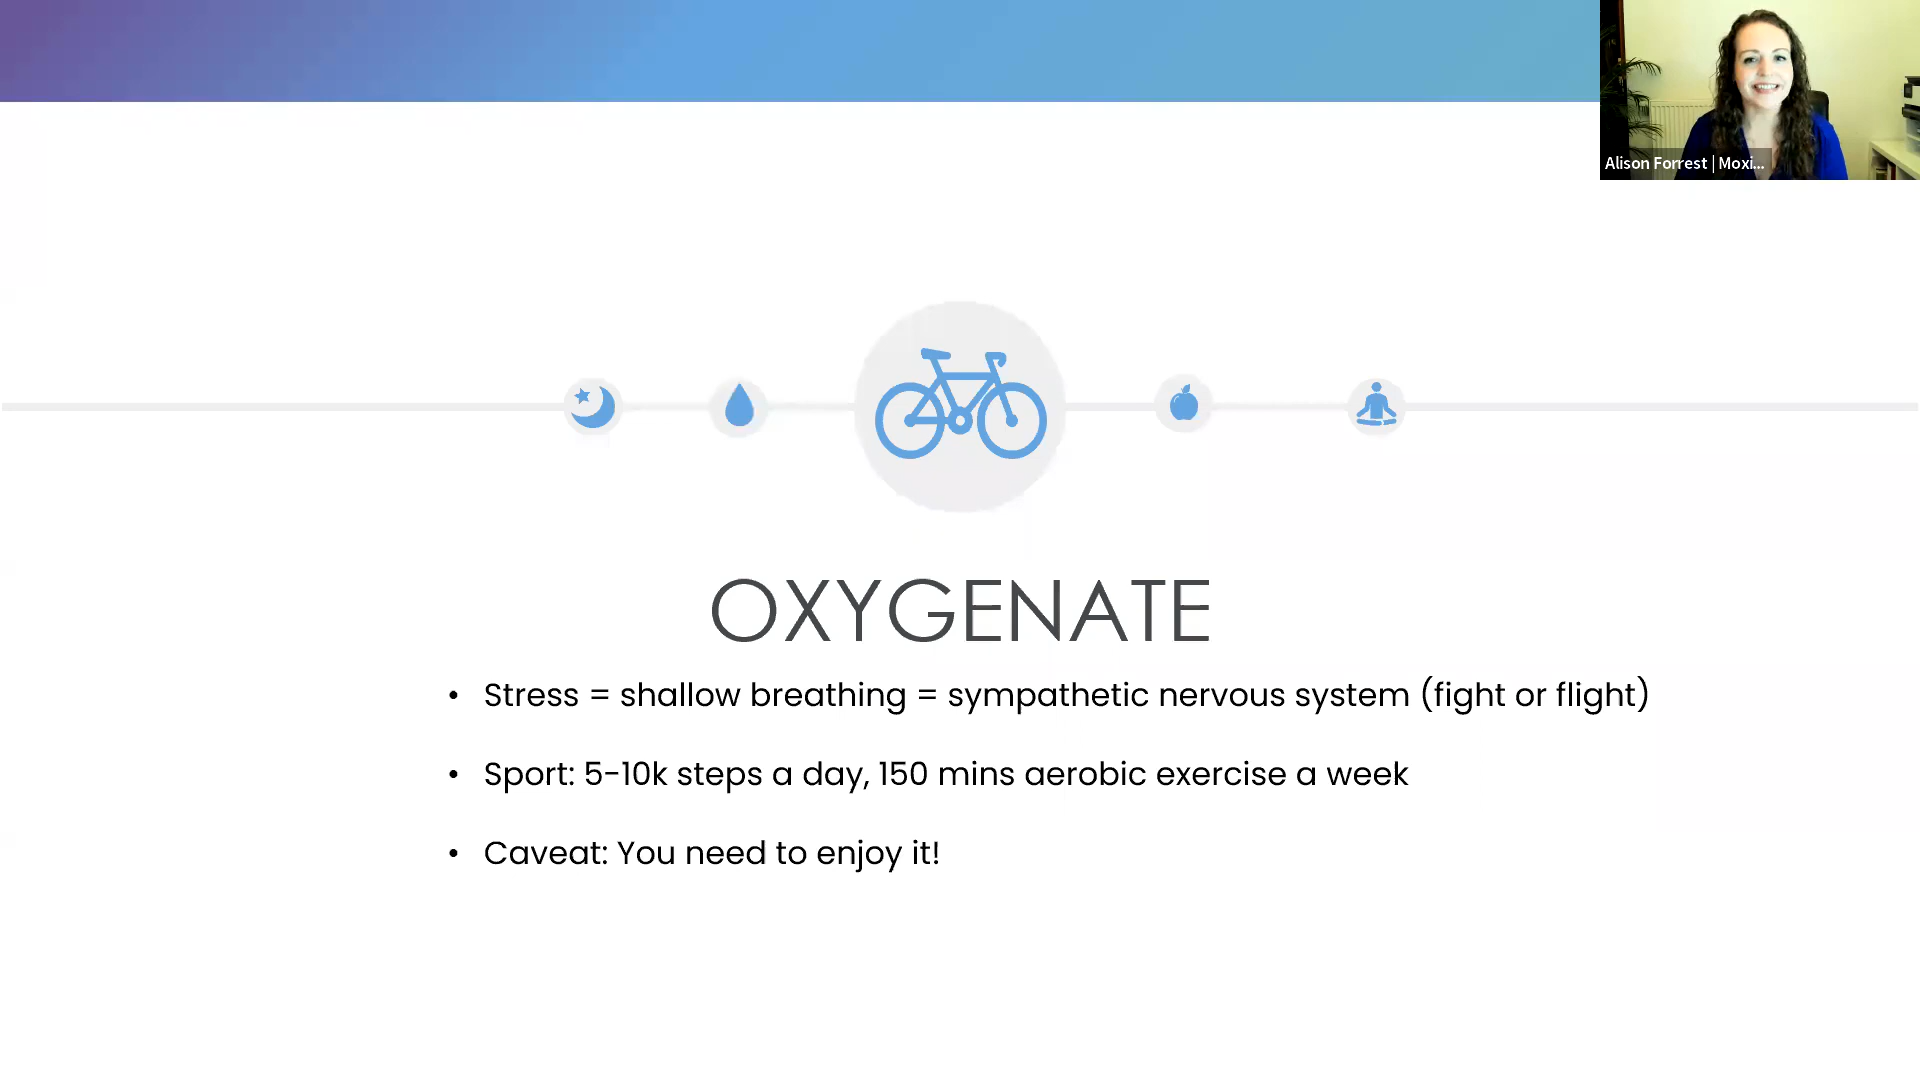 Alison Forrest | Moxi...
OXYGENATE
• Stress = shallow breathing = sympathetic nervous system (fight or flight)
• Sport: 5-10k steps a day, 150 mins aerobic exercise a week
• Caveat: You need to enjoy it!